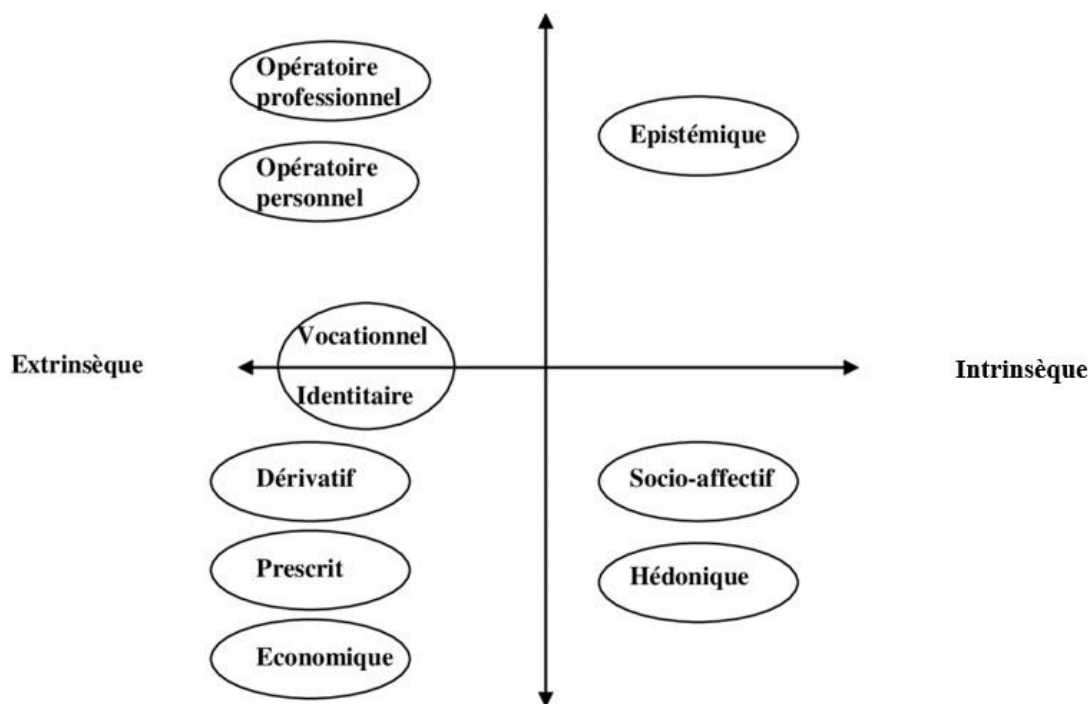 Opératoire
professionnel
Epistémique
Opératoire
personnel
Vocationnel
Extrinsèque
Intrinsèque
Identitaire
Dérivatif
Socio-affectif
Prescrit
Hédonique
Economique